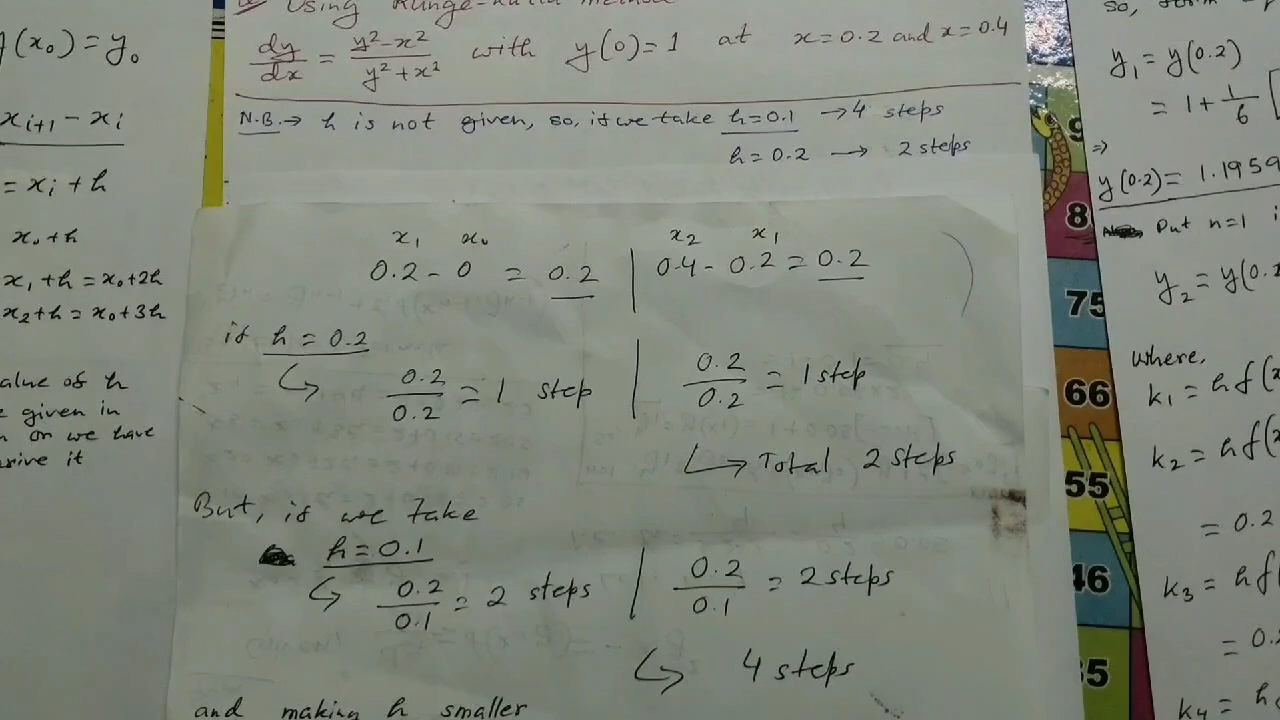 y(x₀) = y₀
xᵢ₊₁ - xᵢ
= xᵢ + h
x₀ + h
x₁ + h = x₀ + 2h
x₂ + h = x₀ + 3h
value of h
given in
or we have
it
Using Runge-Kutta method
dy/dx = (y² - x²)/(y² + x²) with y(0) = 1 at x = 0.2 and x = 0.4
N.B. → h is not given, so, if we take h = 0.1 → 4 steps
h = 0.2 → 2 steps
x₁ x₀ x₂ x₁
0.2 - 0 = 0.2 | 0.4 - 0.2 = 0.2
if h = 0.2
↳ 0.2/0.2 = 1 step | 0.2/0.2 = 1 step
↳ Total 2 steps
But, if we take
h = 0.1
↳ 0.2/0.1 = 2 steps | 0.2/0.1 = 2 steps
↳ 4 steps
and making h smaller
9
8
75
66
55
46
35
so,
y₁ = y(0.2)
= 1 + 1/6 [
⇒
y(0.2) = 1.1959
Put n = 1
y₂ = y(0.
Where,
k₁ = hf(x
k₂ = hf(x
= 0.2
k₃ = hf
= 0.
k₄ = h